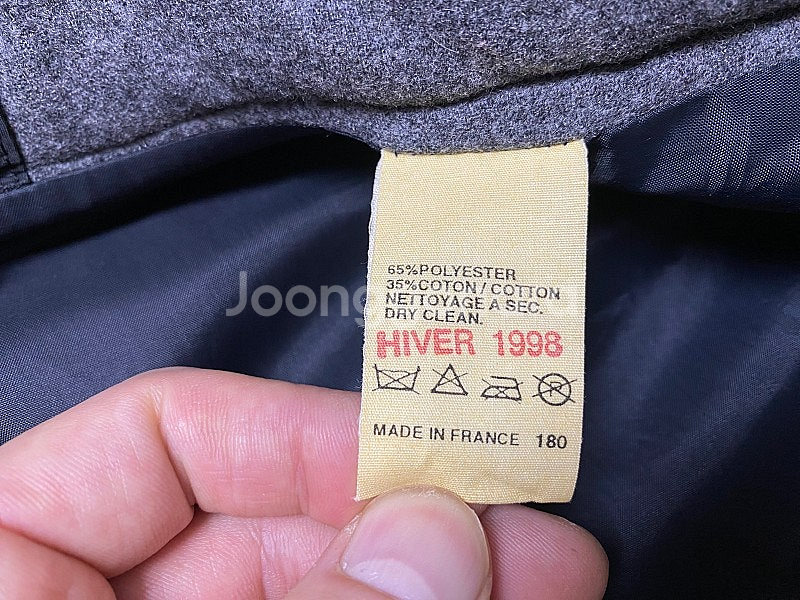 65%POLYESTER
35%COTON / COTTON
NETTOYAGE A SEC.
DRY CLEAN.
HIVER 1998
P
MADE IN FRANCE 180